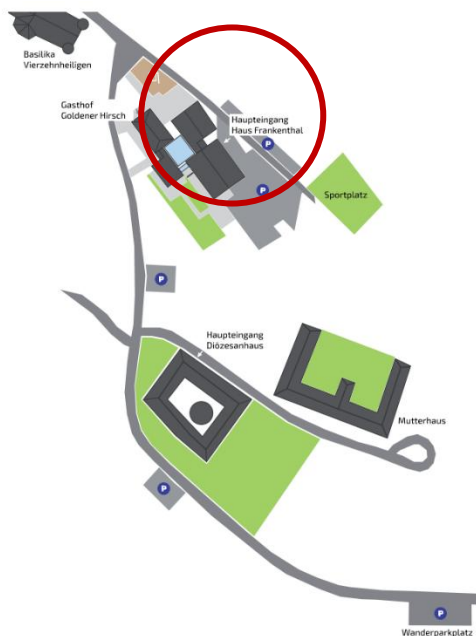 Basilika
Vierzehnheiligen
Gasthof
Goldener Hirsch
Haupteingang
Haus Frankenthal
P
P
Sportplatz
P
Haupteingang
Diözesanhaus
Mutterhaus
P
P
Wanderparkplatz